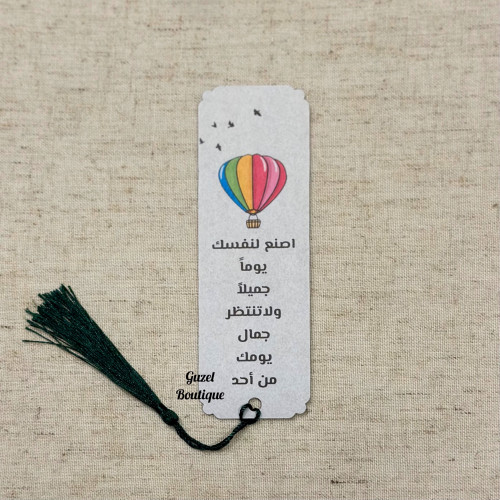 اصنع لنفسك
يوماً
جميلاً
ولاتنتظر
جمال
يومك
من أحد
Guzel
Boutique